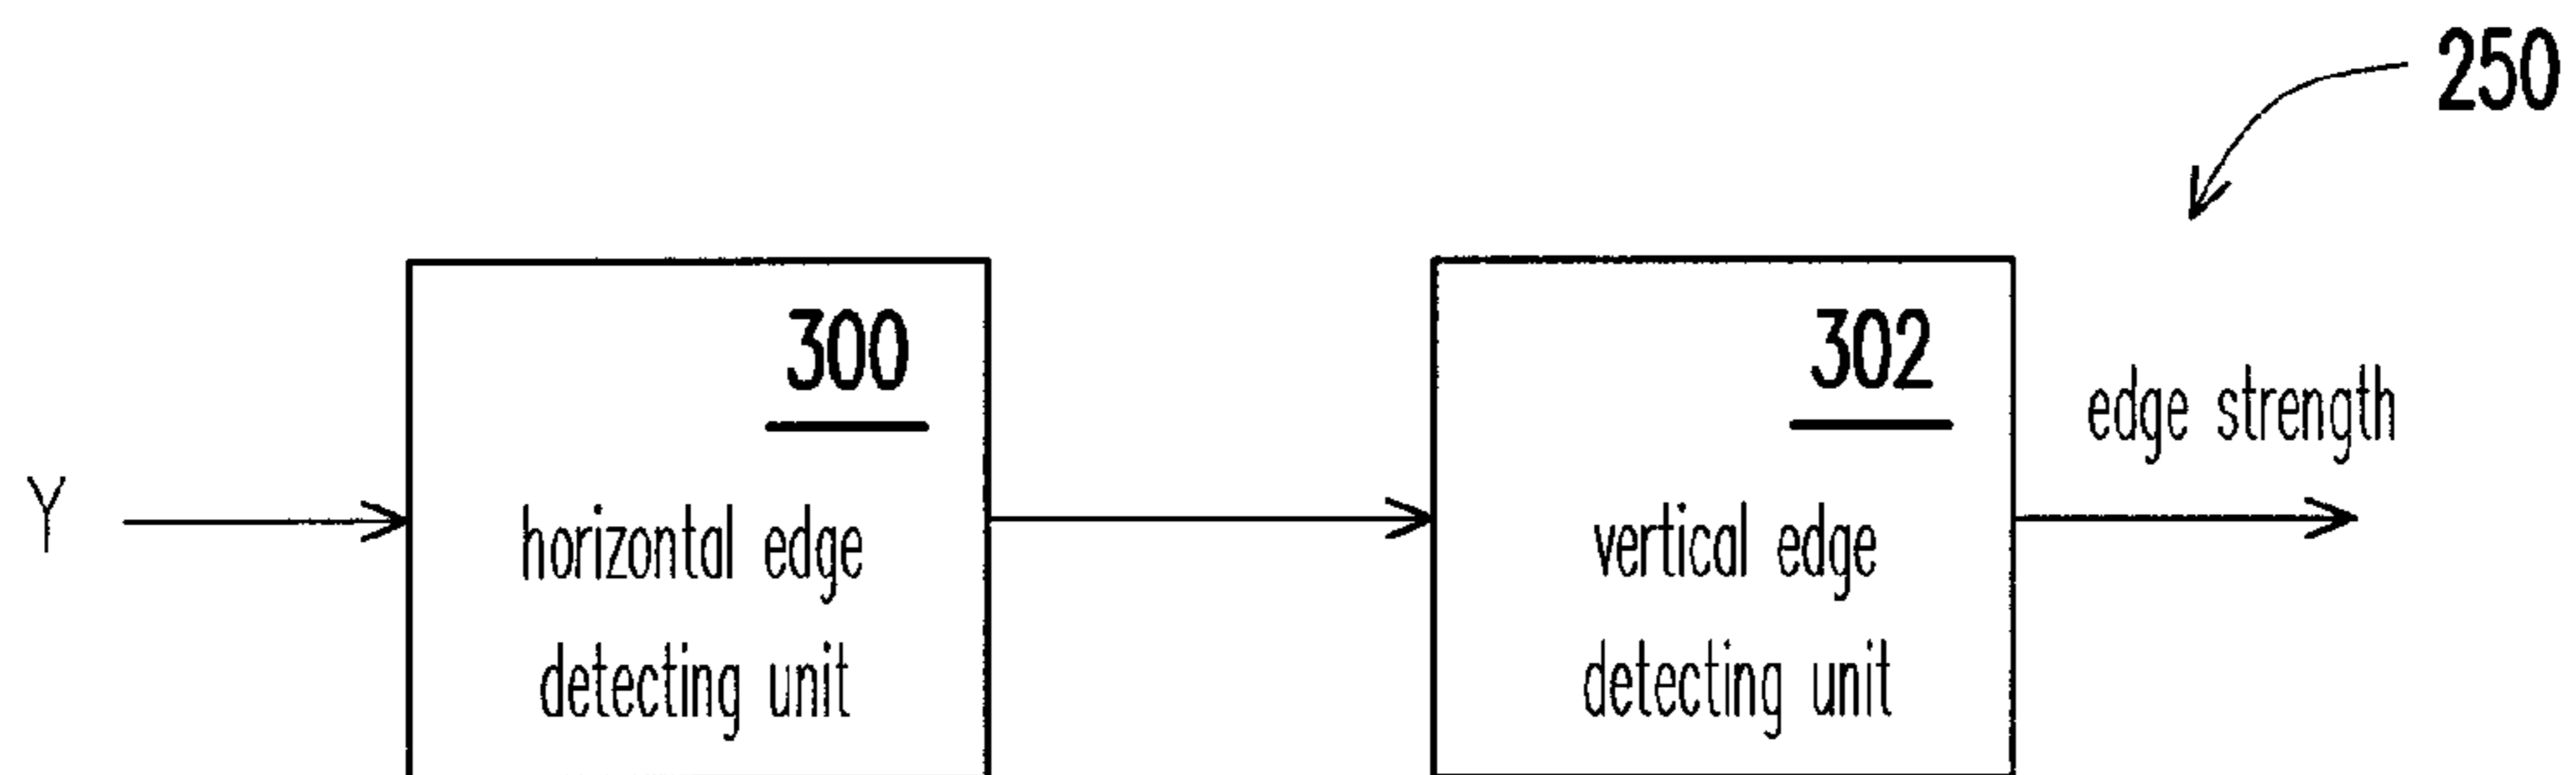 250
300
302
edge strength
Y
horizontal edge
detecting unit
vertical edge
detecting unit